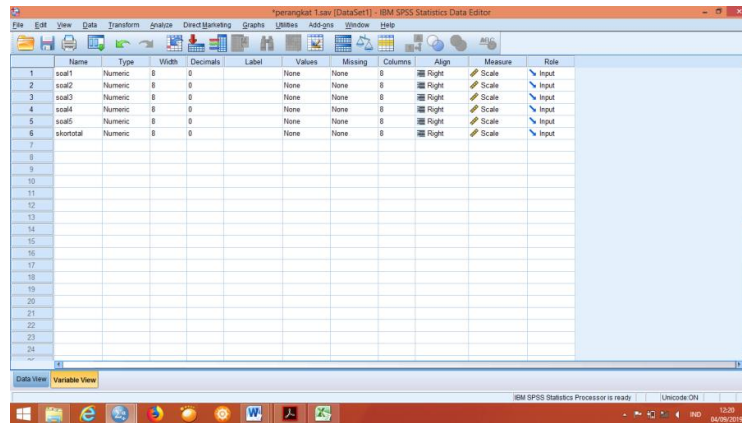 *perangkat 1.sav [DataSet1] - IBM SPSS Statistics Data Editor
File Edit View Data Transform Analyze Direct Marketing Graphs Utilities Add-ons Window Help
Name Type Width Decimals Label Values Missing Columns Align Measure Role
1 soal1 Numeric 8 0 None None 8 Right Scale Input
2 soal2 Numeric 8 0 None None 8 Right Scale Input
3 soal3 Numeric 8 0 None None 8 Right Scale Input
4 soal4 Numeric 8 0 None None 8 Right Scale Input
5 soal5 Numeric 8 0 None None 8 Right Scale Input
6 skortotal Numeric 8 0 None None 8 Right Scale Input
7
8
9
10
11
12
13
14
15
16
17
18
19
20
21
22
23
24
Data View Variable View
IBM SPSS Statistics Processor is ready Unicode:ON
IND 12:20
04/09/2019